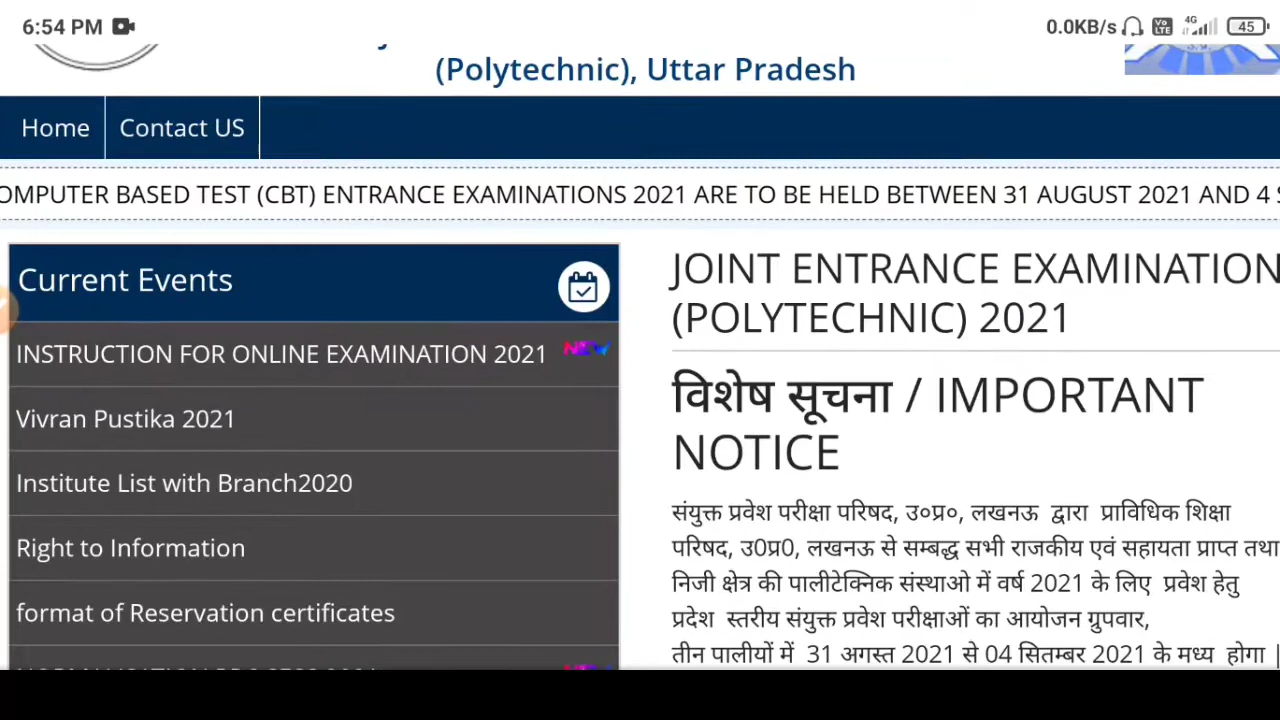 6:54 PM
0.0KB/s
Vo LTE
4G
45
(Polytechnic), Uttar Pradesh
Home
Contact US
OMPUTER BASED TEST (CBT) ENTRANCE EXAMINATIONS 2021 ARE TO BE HELD BETWEEN 31 AUGUST 2021 AND 4
Current Events
INSTRUCTION FOR ONLINE EXAMINATION 2021 NEW
Vivran Pustika 2021
Institute List with Branch2020
Right to Information
format of Reservation certificates
JOINT ENTRANCE EXAMINATION
(POLYTECHNIC) 2021
विशेष सूचना / IMPORTANT
NOTICE
संयुक्त प्रवेश परीक्षा परिषद, उ०प्र०, लखनऊ द्वारा प्राविधिक शिक्षा
परिषद, उ0प्र0, लखनऊ से सम्बद्ध सभी राजकीय एवं सहायता प्राप्त तथा
निजी क्षेत्र की पालीटेक्निक संस्थाओ में वर्ष 2021 के लिए प्रवेश हेतु
प्रदेश स्तरीय संयुक्त प्रवेश परीक्षाओं का आयोजन ग्रुपवार,
तीन पालीयों में 31 अगस्त 2021 से 04 सितम्बर 2021 के मध्य होगा |